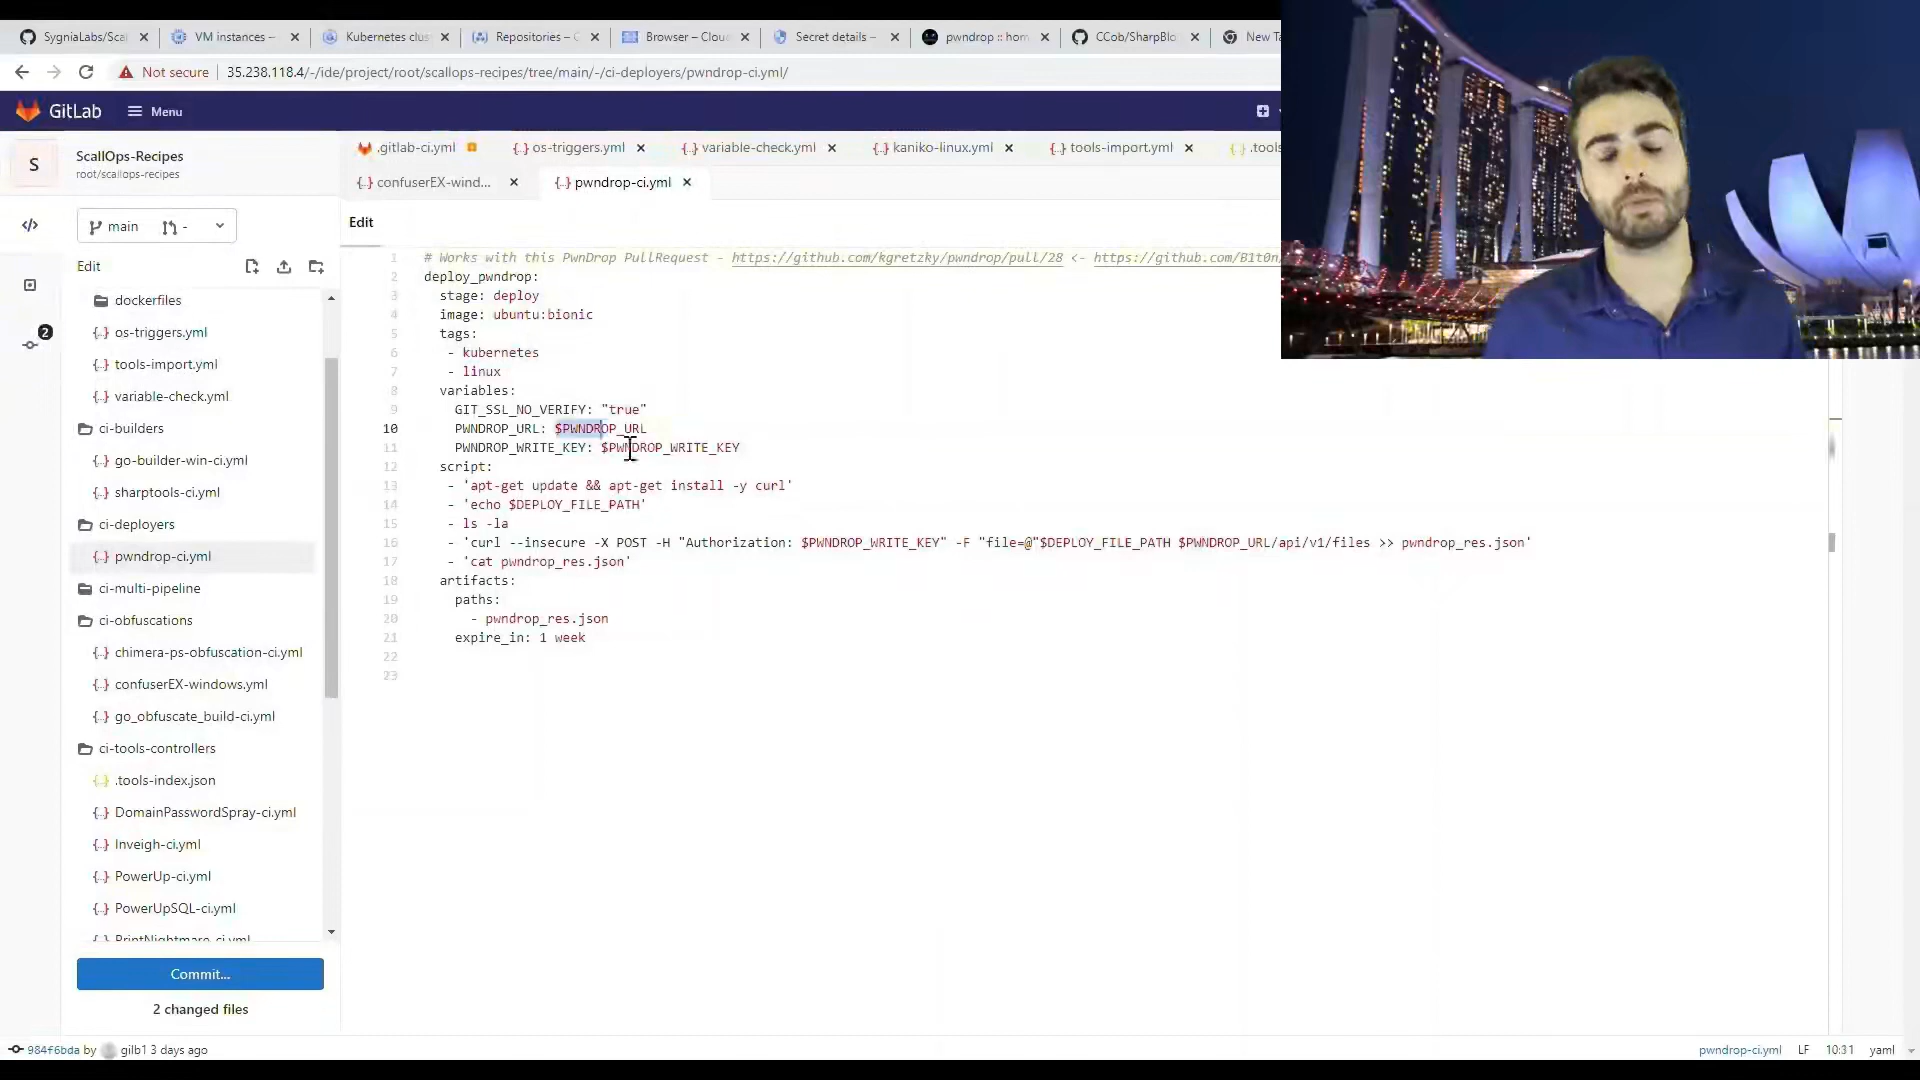 SygniaLabs/Sca
VM instances –
Kubernetes clus
Repositories – C
Browser – Clou
Secret details –
pwndrop :: hom
CCob/SharpBlo
New Ta
Not secure
35.238.118.4/-/ide/project/root/scallops-recipes/tree/main/-/ci-deployers/pwndrop-ci.yml/
GitLab
Menu
S
ScallOps-Recipes
root/scallops-recipes
.gitlab-ci.yml
os-triggers.yml
variable-check.yml
kaniko-linux.yml
tools-import.yml
.tools
confuserEX-wind...
pwndrop-ci.yml
main
-
Edit
Edit
2
dockerfiles
os-triggers.yml
tools-import.yml
variable-check.yml
ci-builders
go-builder-win-ci.yml
sharptools-ci.yml
ci-deployers
pwndrop-ci.yml
ci-multi-pipeline
ci-obfuscations
chimera-ps-obfuscation-ci.yml
confuserEX-windows.yml
go_obfuscate_build-ci.yml
ci-tools-controllers
.tools-index.json
DomainPasswordSpray-ci.yml
Inveigh-ci.yml
PowerUp-ci.yml
PowerUpSQL-ci.yml
PrintNightmare-ci.yml
Commit...
2 changed files
1 # Works with this PwnDrop PullRequest - https://github.com/kgretzky/pwndrop/pull/28 <- https://github.com/B1t0n/
2 deploy_pwndrop:
3 stage: deploy
4 image: ubuntu:bionic
5 tags:
6 - kubernetes
7 - linux
8 variables:
9 GIT_SSL_NO_VERIFY: "true"
10 PWNDROP_URL: $PWNDROP_URL
11 PWNDROP_WRITE_KEY: $PWNDROP_WRITE_KEY
12 script:
13 - 'apt-get update && apt-get install -y curl'
14 - 'echo $DEPLOY_FILE_PATH'
15 - ls -la
16 - 'curl --insecure -X POST -H "Authorization: $PWNDROP_WRITE_KEY" -F "file=@"$DEPLOY_FILE_PATH $PWNDROP_URL/api/v1/files >> pwndrop_res.json'
17 - 'cat pwndrop_res.json'
18 artifacts:
19 paths:
20 - pwndrop_res.json
21 expire_in: 1 week
22
23
984f6bda by gilb1 3 days ago
pwndrop-ci.yml LF 10:31 yaml